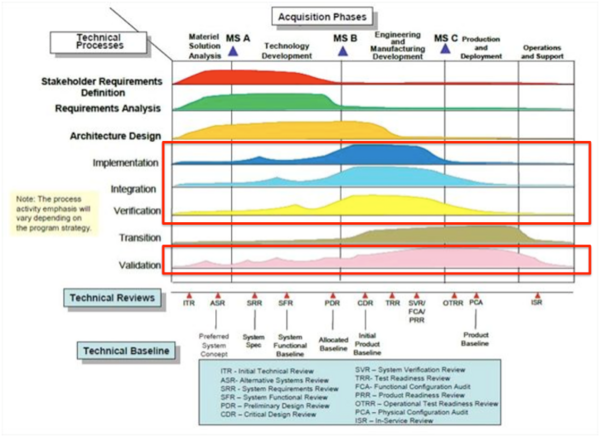 Acquisition Phases
Technical
Processes
Materiel
Solution
Analysis
MS A
Technology
Development
MS B
Engineering
and
Manufacturing
Development
MS C
Production
and
Deployment
Operations
and Support
Stakeholder Requirements
Definition
Requirements Analysis
Architecture Design
Implementation
Integration
Verification
Transition
Validation
Note: The process
activity emphasis will
vary depending on
the program strategy.
Technical Reviews
ITR
ASR
SRR
SFR
PDR
CDR
TRR
SVR/
FCA/
PRR
OTRR
PCA
ISR
Technical Baseline
Preferred
System
Concept
System
Spec
System
Functional
Baseline
Allocated
Baseline
Initial
Product
Baseline
Product
Baseline
ITR - Initial Technical Review
ASR- Alternative Systems Review
SRR - System Requirements Review
SFR – System Functional Review
PDR – Preliminary Design Review
CDR – Critical Design Review
SVR – System Verification Review
TRR- Test Readiness Review
FCA- Functional Configuration Audit
PRR – Product Readiness Review
OTRR – Operational Test Readiness Review
PCA – Physical Configuration Audit
ISR – In-Service Review